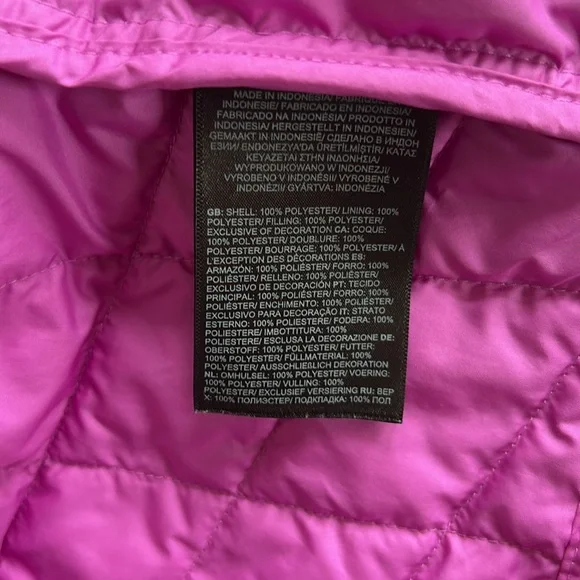 MADE IN INDONESIA/ FABRIQUÉ
INDONÉSIE/ FABRICADO EN INDONESIA/
FABRICADO NA INDONÉSIA/ PRODOTTO IN
INDONESIA/ HERGESTELLT IN INDONESIEN/
GEMAAKT IN INDONESIË/ СДЕЛАНО В ИНДОН
ЕЗИИ/ ENDONEZYA'DA ÜRETİLMİŞTİR/ ΚΑΤΑΣ
ΚΕΥΑΖΕΤΑΙ ΣΤΗΝ ΙΝΔΟΝΗΣΙΑ/
WYPRODUKOWANO W INDONEZJI/
VYROBENO V INDONÉSII/ VYROBENÉ V
INDONÉZII/ GYÁRTVA: INDONÉZIA
GB: SHELL: 100% POLYESTER/ LINING: 100%
POLYESTER/ FILLING: 100% POLYESTER/
EXCLUSIVE OF DECORATION CA: COQUE: 100%
POLYESTER/ DOUBLURE: 100%
POLYESTER/ BOURRAGE: 100% POLYESTER/ À
L'EXCEPTION DES DÉCORATIONS ES:
ARMAZÓN: 100% POLIÉSTER/ FORRO: 100%
POLIÉSTER/ RELLENO: 100% POLIÉSTER/
EXCLUSIVO DE DECORACIÓN PT: TECIDO
PRINCIPAL: 100% POLIÉSTER/ FORRO: 100%
POLIÉSTER/ ENCHIMENTO: 100% POLIÉSTER/
EXCLUSIVO PARA DECORAÇÃO IT: STRATO
ESTERNO: 100% POLIESTERE/ FODERA: 100%
POLIESTERE/IMBOTTITURA: 100%
POLIESTERE/ ESCLUSA LA DECORAZIONE DE:
OBERSTOFF: 100% POLYESTER/ FUTTER:
100% POLYESTER/ FÜLLMATERIAL: 100%
POLYESTER/ AUSSCHLIEßLICH DEKORATION
NL: OMHULSEL: 100% POLYESTER/ VOERING:
100% POLYESTER/ VULLING: 100%
POLYESTER/ EXCLUSIEF VERSIERING RU: ВЕР
Х: 100% ПОЛИЭСТЕР/ ПОДКЛАДКА: 100% ПОЛ